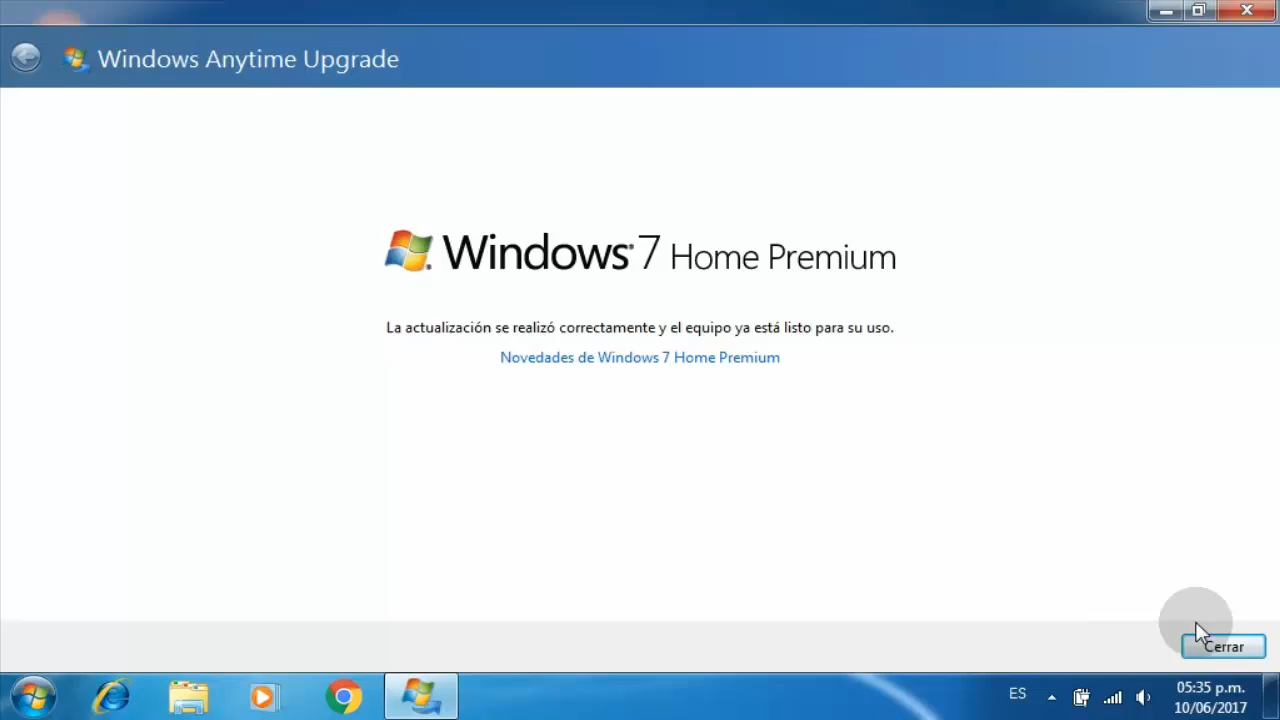 Windows Anytime Upgrade
Windows® 7 Home Premium
La actualización se realizó correctamente y el equipo ya está listo para su uso.
Novedades de Windows 7 Home Premium
Cerrar
ES
05:35 p.m.
10/06/2017